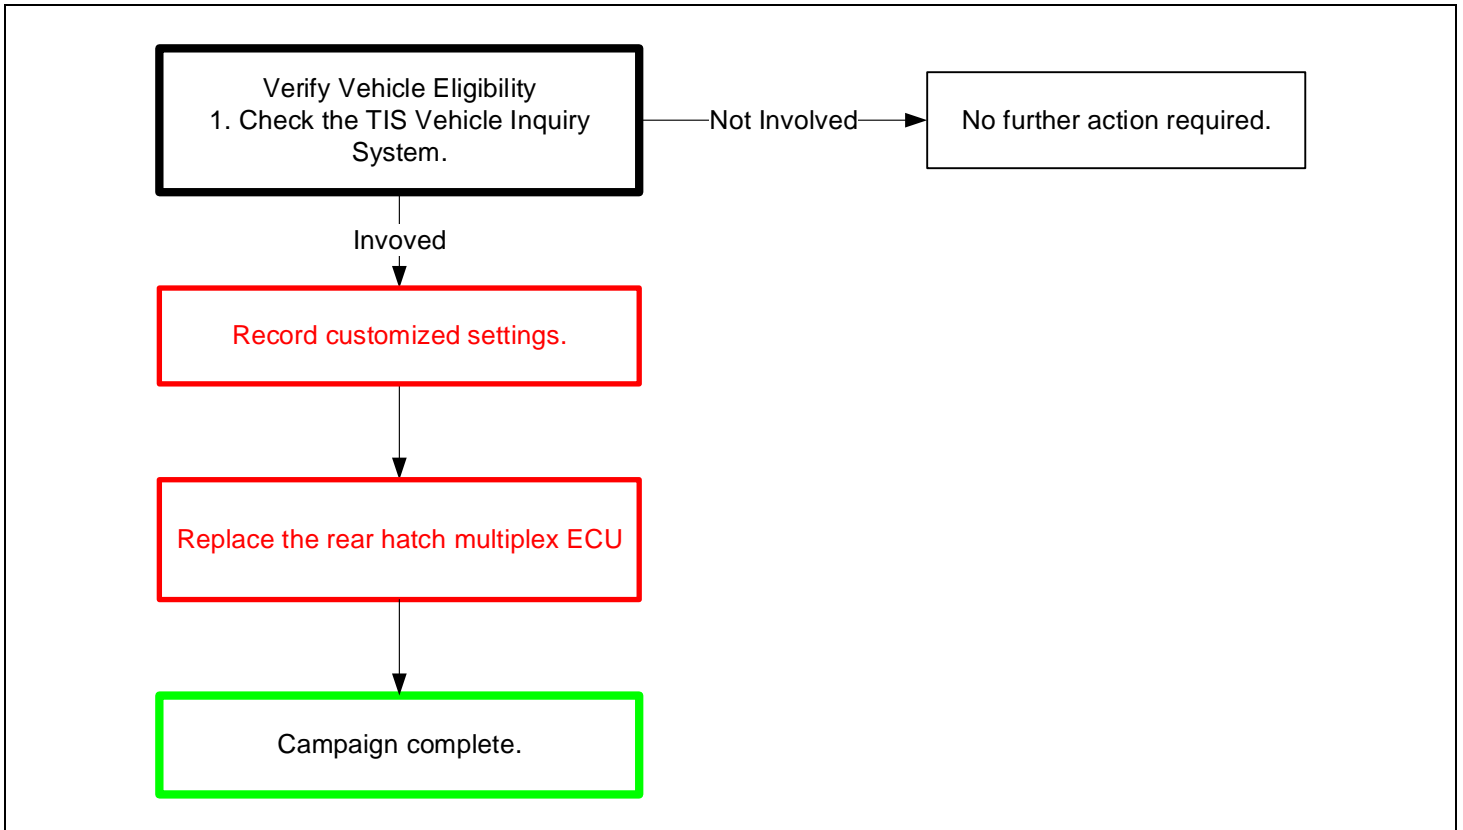 Verify Vehicle Eligibility
1. Check the TIS Vehicle Inquiry
System.
Not Involved
No further action required.
Invoved
Record customized settings.
Replace the rear hatch multiplex ECU
Campaign complete.